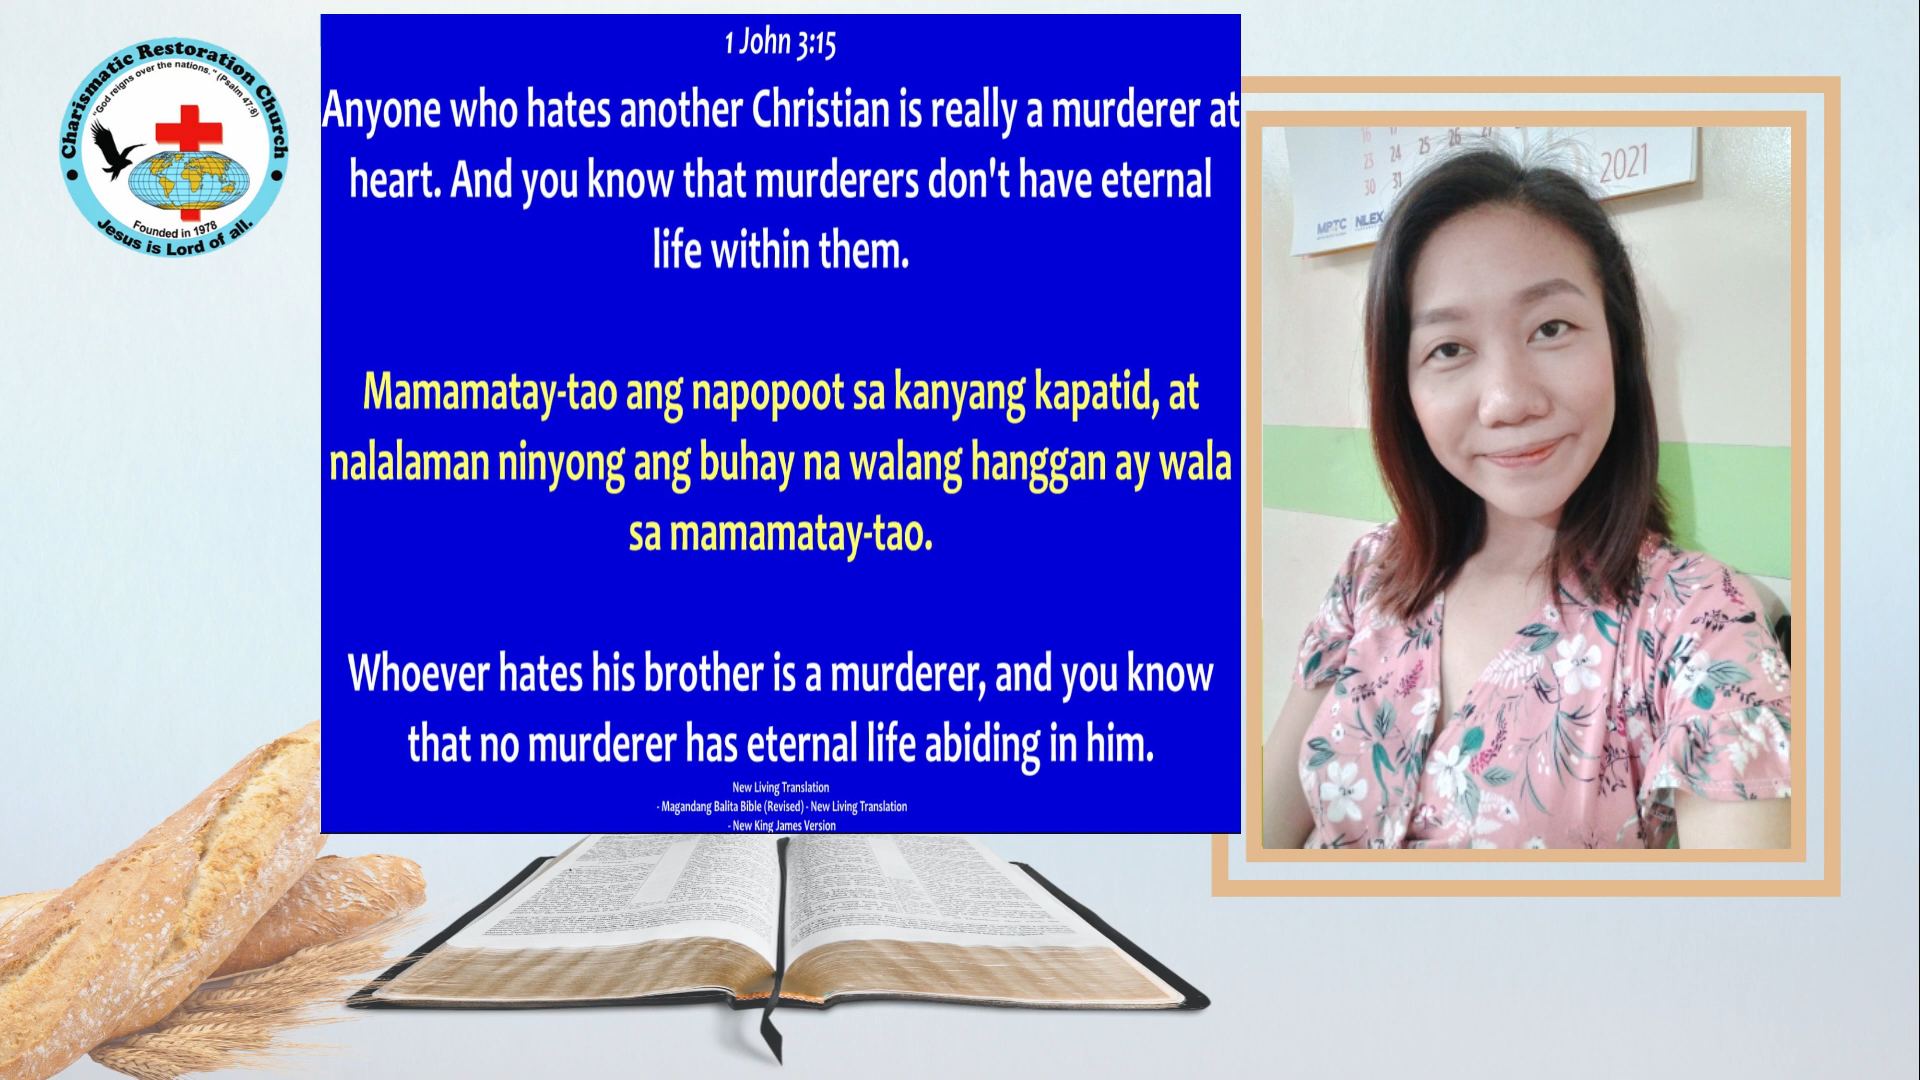 Charismatic Restoration Church
"God reigns over the nations." (Psalm 47:8)
Founded in 1978
Jesus is Lord of all.
1 John 3:15
Anyone who hates another Christian is really a murderer at
heart. And you know that murderers don't have eternal
life within them.
Mamamatay-tao ang napopoot sa kanyang kapatid, at
nalalaman ninyong ang buhay na walang hanggan ay wala
sa mamamatay-tao.
Whoever hates his brother is a murderer, and you know
that no murderer has eternal life abiding in him.
New Living Translation
- Magandang Balita Bible (Revised) - New Living Translation
- New King James Version
16
23 24 25 26
30 31
2021
MPTC NLEX